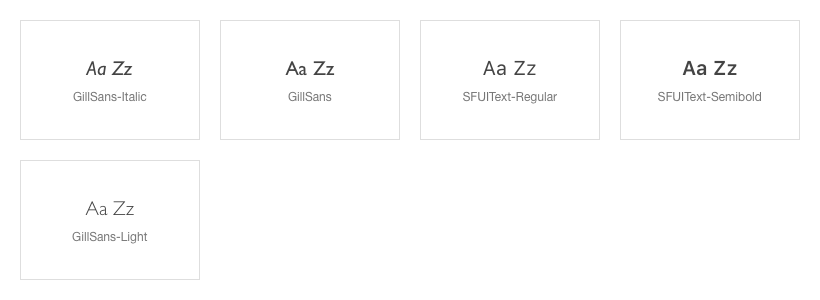 Aa Zz
GillSans-Italic
Aa Zz
GillSans
Aa Zz
SFUIText-Regular
Aa Zz
SFUIText-Semibold
Aa Zz
GillSans-Light